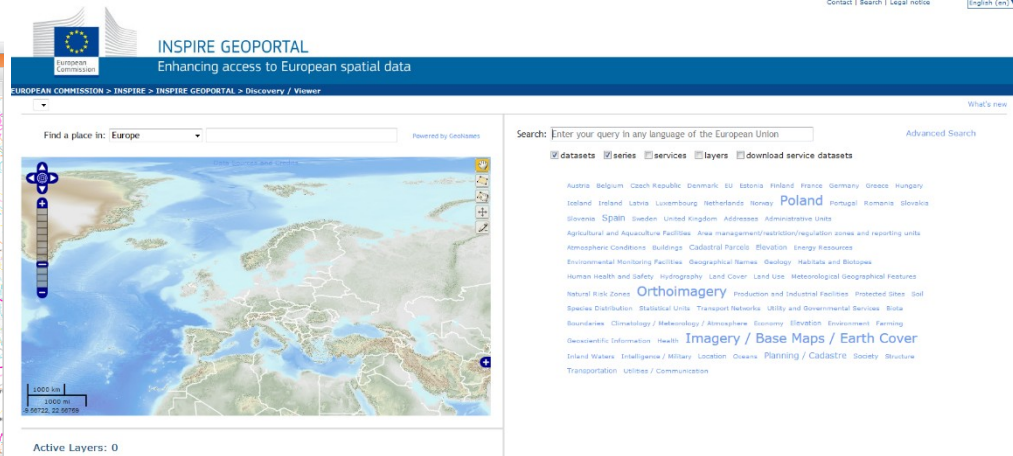 Contact | Search | Legal notice
English (en)
European
Commission
INSPIRE GEOPORTAL
Enhancing access to European spatial data
EUROPEAN COMMISSION > INSPIRE > INSPIRE GEOPORTAL > Discovery / Viewer
What's new
Find a place in: Europe
Powered by GeoNames
Search: Enter your query in any language of the European Union
Advanced Search
datasets series services layers download service datasets
Austria Belgium Czech Republic Denmark EU Estonia Finland France Germany Greece Hungary
Iceland Ireland Latvia Luxembourg Netherlands Norway Poland Portugal Romania Slovakia
Slovenia Spain Sweden United Kingdom Addresses Administrative Units
Agricultural and Aquaculture Facilities Area management/restriction/regulation zones and reporting units
Atmospheric Conditions Buildings Cadastral Parcels Elevation Energy Resources
Environmental Monitoring Facilities Geographical Names Geology Habitats and Biotopes
Human Health and Safety Hydrography Land Cover Land Use Meteorological Geographical Features
Natural Risk Zones Orthoimagery Production and Industrial Facilities Protected Sites Soil
Species Distribution Statistical Units Transport Networks Utility and Governmental Services Biota
Boundaries Climatology / Meteorology / Atmosphere Economy Elevation Environment Farming
Geoscientific Information Health Imagery / Base Maps / Earth Cover
Inland Waters Intelligence / Military Location Oceans Planning / Cadastre Society Structure
Transportation Utilities / Communication
1000 km
1000 mi
Active Layers: 0